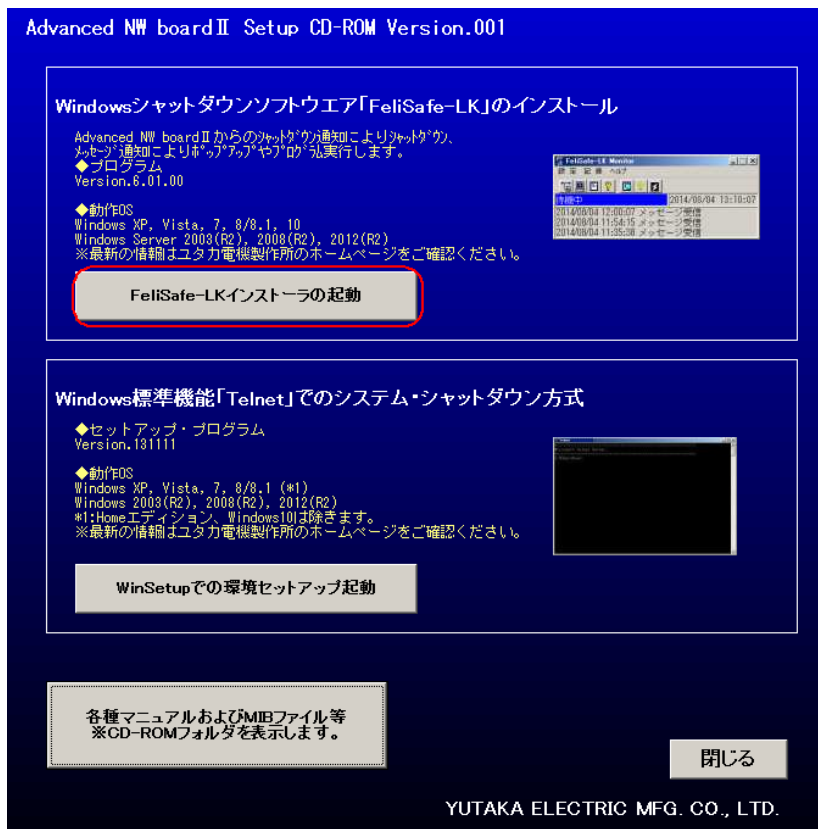 Advanced NW boardⅡ Setup CD-ROM Version.001
Windowsシャットダウンソフトウエア「FeliSafe-LK」のインストール
Advanced NW boardⅡからのｼｬｯﾄﾀﾞｳﾝ通知によりｼｬｯﾄﾀﾞｳﾝ、
ﾒｯｾｰｼﾞ通知によりﾎﾟｯﾌﾟｱｯﾌﾟやﾌﾟﾛｸﾞﾗﾑ実行します。
◆プログラム
Version.6.01.00
◆動作OS
Windows XP, Vista, 7, 8/8.1, 10
Windows Server 2003(R2), 2008(R2), 2012(R2)
※最新の情報はユタカ電機製作所のホームページをご確認ください。
FeliSafe-LK Monitor
設定 記録 ヘルプ
待機中 2014/08/04 13:10:07
2014/08/04 12:00:07 メッセージ受信
2014/08/04 11:54:15 メッセージ受信
2014/08/04 11:35:38 メッセージ受信
FeliSafe-LKインストーラの起動
Windows標準機能「Telnet」でのシステム・シャットダウン方式
◆セットアップ・プログラム
Version.131111
◆動作OS
Windows XP, Vista, 7, 8/8.1 (*1)
Windows 2003(R2), 2008(R2), 2012(R2)
*1:Homeエディション、Windows10は除きます。
※最新の情報はユタカ電機製作所のホームページをご確認ください。
WinSetupでの環境セットアップ起動
各種マニュアルおよびMIBファイル等
※CD-ROMフォルダを表示します。
閉じる
YUTAKA ELECTRIC MFG. CO., LTD.